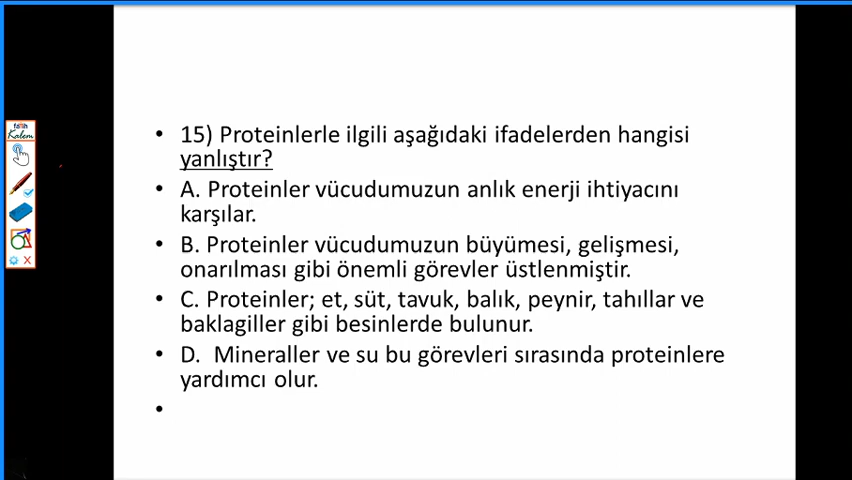 fatih
Kalem
• 15) Proteinlerle ilgili aşağıdaki ifadelerden hangisi
yanlıştır?
• A. Proteinler vücudumuzun anlık enerji ihtiyacını
karşılar.
• B. Proteinler vücudumuzun büyümesi, gelişmesi,
onarılması gibi önemli görevler üstlenmiştir.
• C. Proteinler; et, süt, tavuk, balık, peynir, tahıllar ve
baklagiller gibi besinlerde bulunur.
• D. Mineraller ve su bu görevleri sırasında proteinlere
yardımcı olur.
•